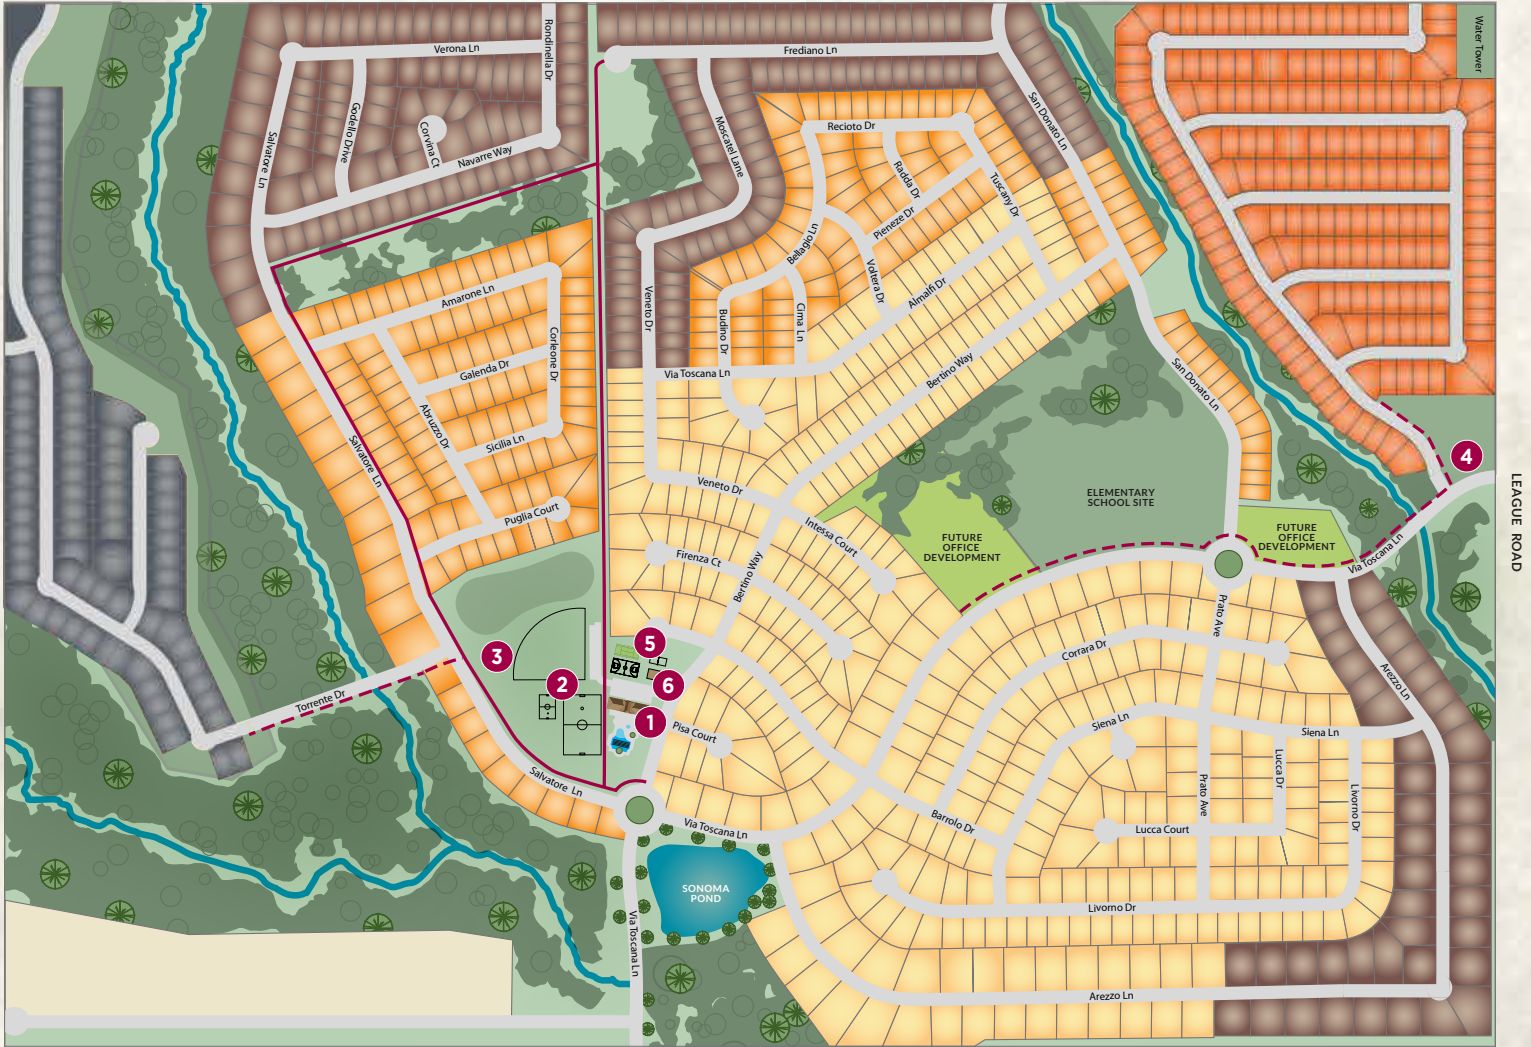 Verona Ln
Rondinella Dr
Frediano Ln
Water Tower
Godello Drive
Corvina Ct
Navarre Way
Salvatore Ln
Moscatel Lane
San Donato Ln
Recioto Dr
Radda Dr
Tuscany Dr
Pieneze Dr
Bellagio Ln
Voltera Dr
Almalfi Dr
Amarone Ln
Veneto Dr
Budino Dr
Cima Ln
Corleone Dr
Galenda Dr
Via Toscana Ln
Bertino Way
San Donato Ln
Abruzzo Dr
Salvatore Ln
Sicilia Ln
4
LEAGUE ROAD
Veneto Dr
Puglia Court
Intessa Court
ELEMENTARY
SCHOOL SITE
FUTURE
OFFICE
DEVELOPMENT
FUTURE
OFFICE
DEVELOPMENT
Via Toscana Ln
Firenza Ct
Bertino Way
Prato Ave
5
3
Corrara Dr
2
6
Arezzo Ln
Torrente Dr
1
Pisa Court
Siena Ln
Siena Ln
Lucca Dr
Prato Ave
Livorno Dr
Salvatore Ln
Via Toscana Ln
Barrolo Dr
Lucca Court
SONOMA
POND
Livorno Dr
Via Toscana Ln
Arezzo Ln